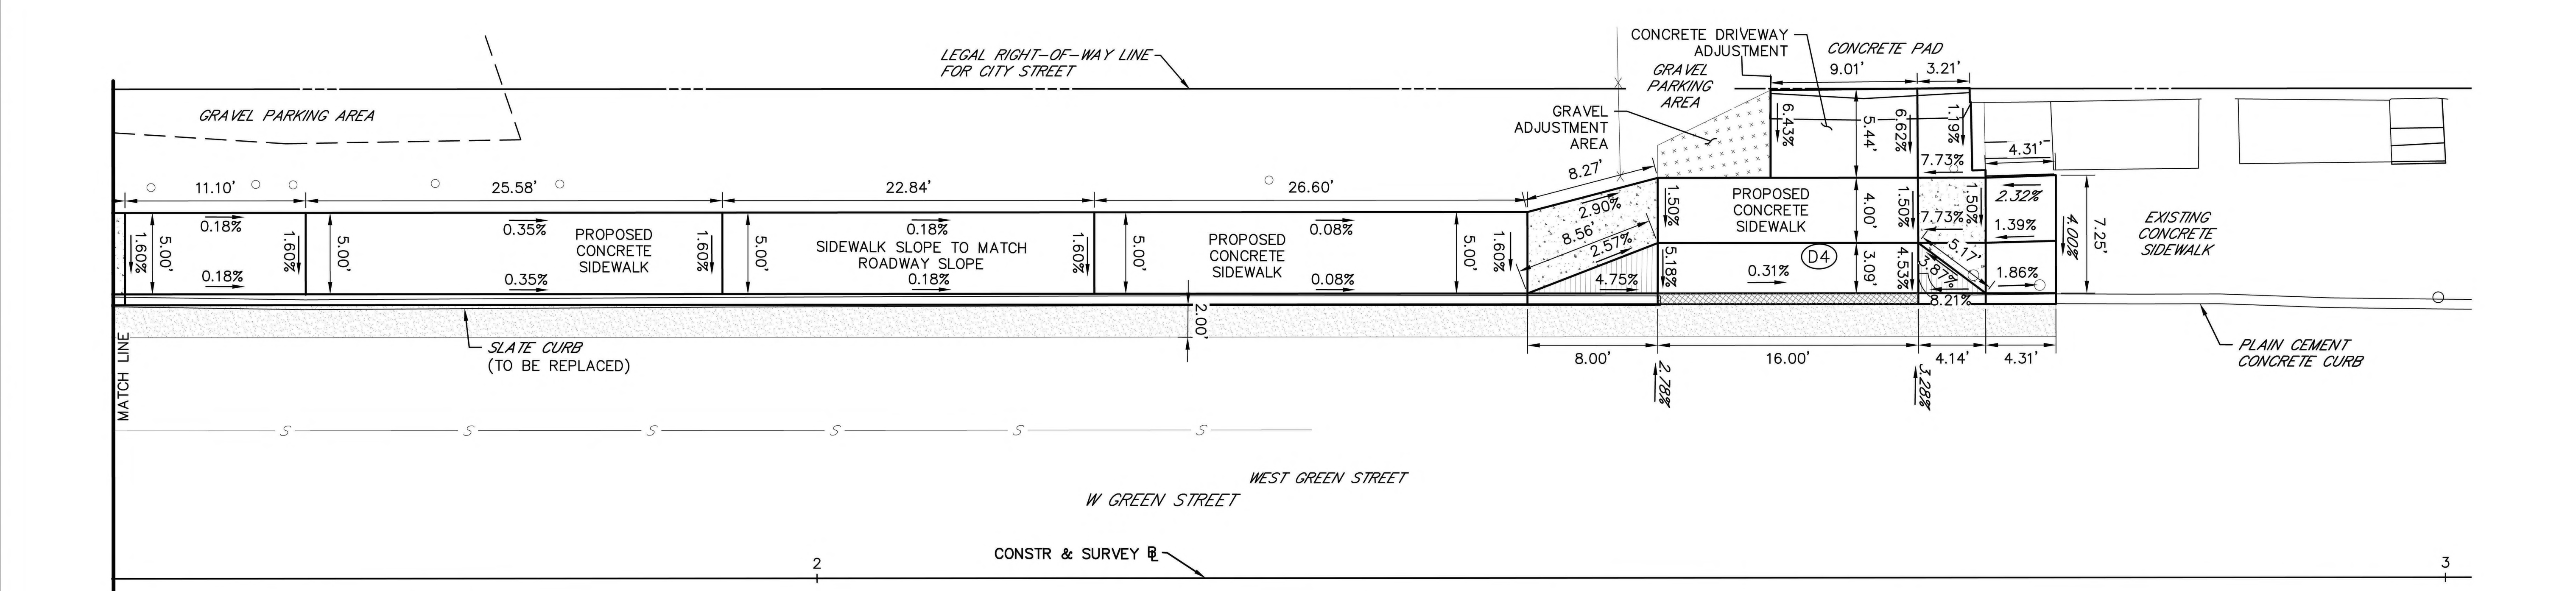 LEGAL RIGHT-OF-WAY LINE
FOR CITY STREET
CONCRETE DRIVEWAY
ADJUSTMENT
CONCRETE PAD
9.01'
3.21'
GRAVEL
PARKING
AREA
GRAVEL PARKING AREA
GRAVEL
ADJUSTMENT
AREA
6.43%
5.44'
6.62%
1.19%
7.73%
4.31'
8.27'
11.10'
25.58'
22.84'
26.60'
1.60%
5.00'
0.18%
0.18%
1.60%
5.00'
0.35%
0.35%
PROPOSED
CONCRETE
SIDEWALK
1.60%
5.00'
0.18%
SIDEWALK SLOPE TO MATCH
ROADWAY SLOPE
0.18%
1.60%
5.00'
PROPOSED
CONCRETE
SIDEWALK
0.08%
0.08%
5.00'
1.60%
2.90%
8.56'
2.57%
4.75%
1.50%
5.18%
PROPOSED
CONCRETE
SIDEWALK
4.00'
1.50%
D4
0.31%
3.09'
4.53%
7.73%
1.50%
5.17'
3.87%
8.21%
2.32%
1.39%
1.86%
4.00%
7.25'
EXISTING
CONCRETE
SIDEWALK
2.00'
SLATE CURB
(TO BE REPLACED)
MATCH LINE
8.00'
16.00'
4.14'
4.31'
2.78%
3.28%
PLAIN CEMENT
CONCRETE CURB
S S S S S S
WEST GREEN STREET
W GREEN STREET
CONSTR & SURVEY BL
2
3